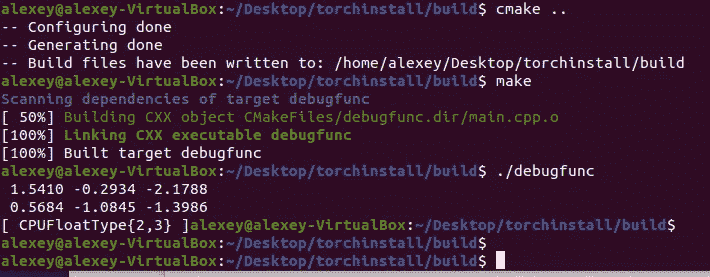 alexey@alexey-VirtualBox:~/Desktop/torchinstall/build$ cmake ..
-- Configuring done
-- Generating done
-- Build files have been written to: /home/alexey/Desktop/torchinstall/build
alexey@alexey-VirtualBox:~/Desktop/torchinstall/build$ make
Scanning dependencies of target debugfunc
[ 50%] Building CXX object CMakeFiles/debugfunc.dir/main.cpp.o
[100%] Linking CXX executable debugfunc
[100%] Built target debugfunc
alexey@alexey-VirtualBox:~/Desktop/torchinstall/build$ ./debugfunc
 1.5410 -0.2934 -2.1788
 0.5684 -1.0845 -1.3986
[ CPUFloatType{2,3} ]alexey@alexey-VirtualBox:~/Desktop/torchinstall/build$
alexey@alexey-VirtualBox:~/Desktop/torchinstall/build$
alexey@alexey-VirtualBox:~/Desktop/torchinstall/build$